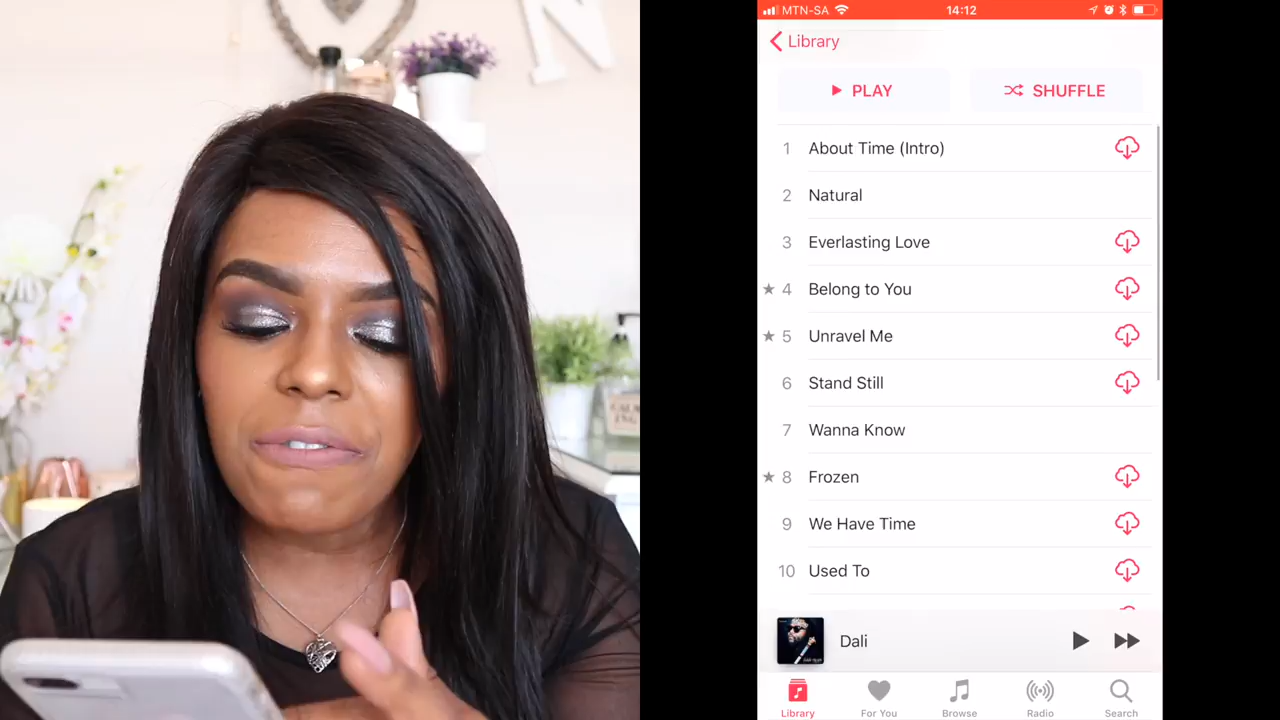 N
MTN-SA
14:12
Library
PLAY
SHUFFLE
1 About Time (Intro)
2 Natural
3 Everlasting Love
★ 4 Belong to You
★ 5 Unravel Me
6 Stand Still
7 Wanna Know
★ 8 Frozen
9 We Have Time
10 Used To
Dali
Library
For You
Browse
Radio
Search